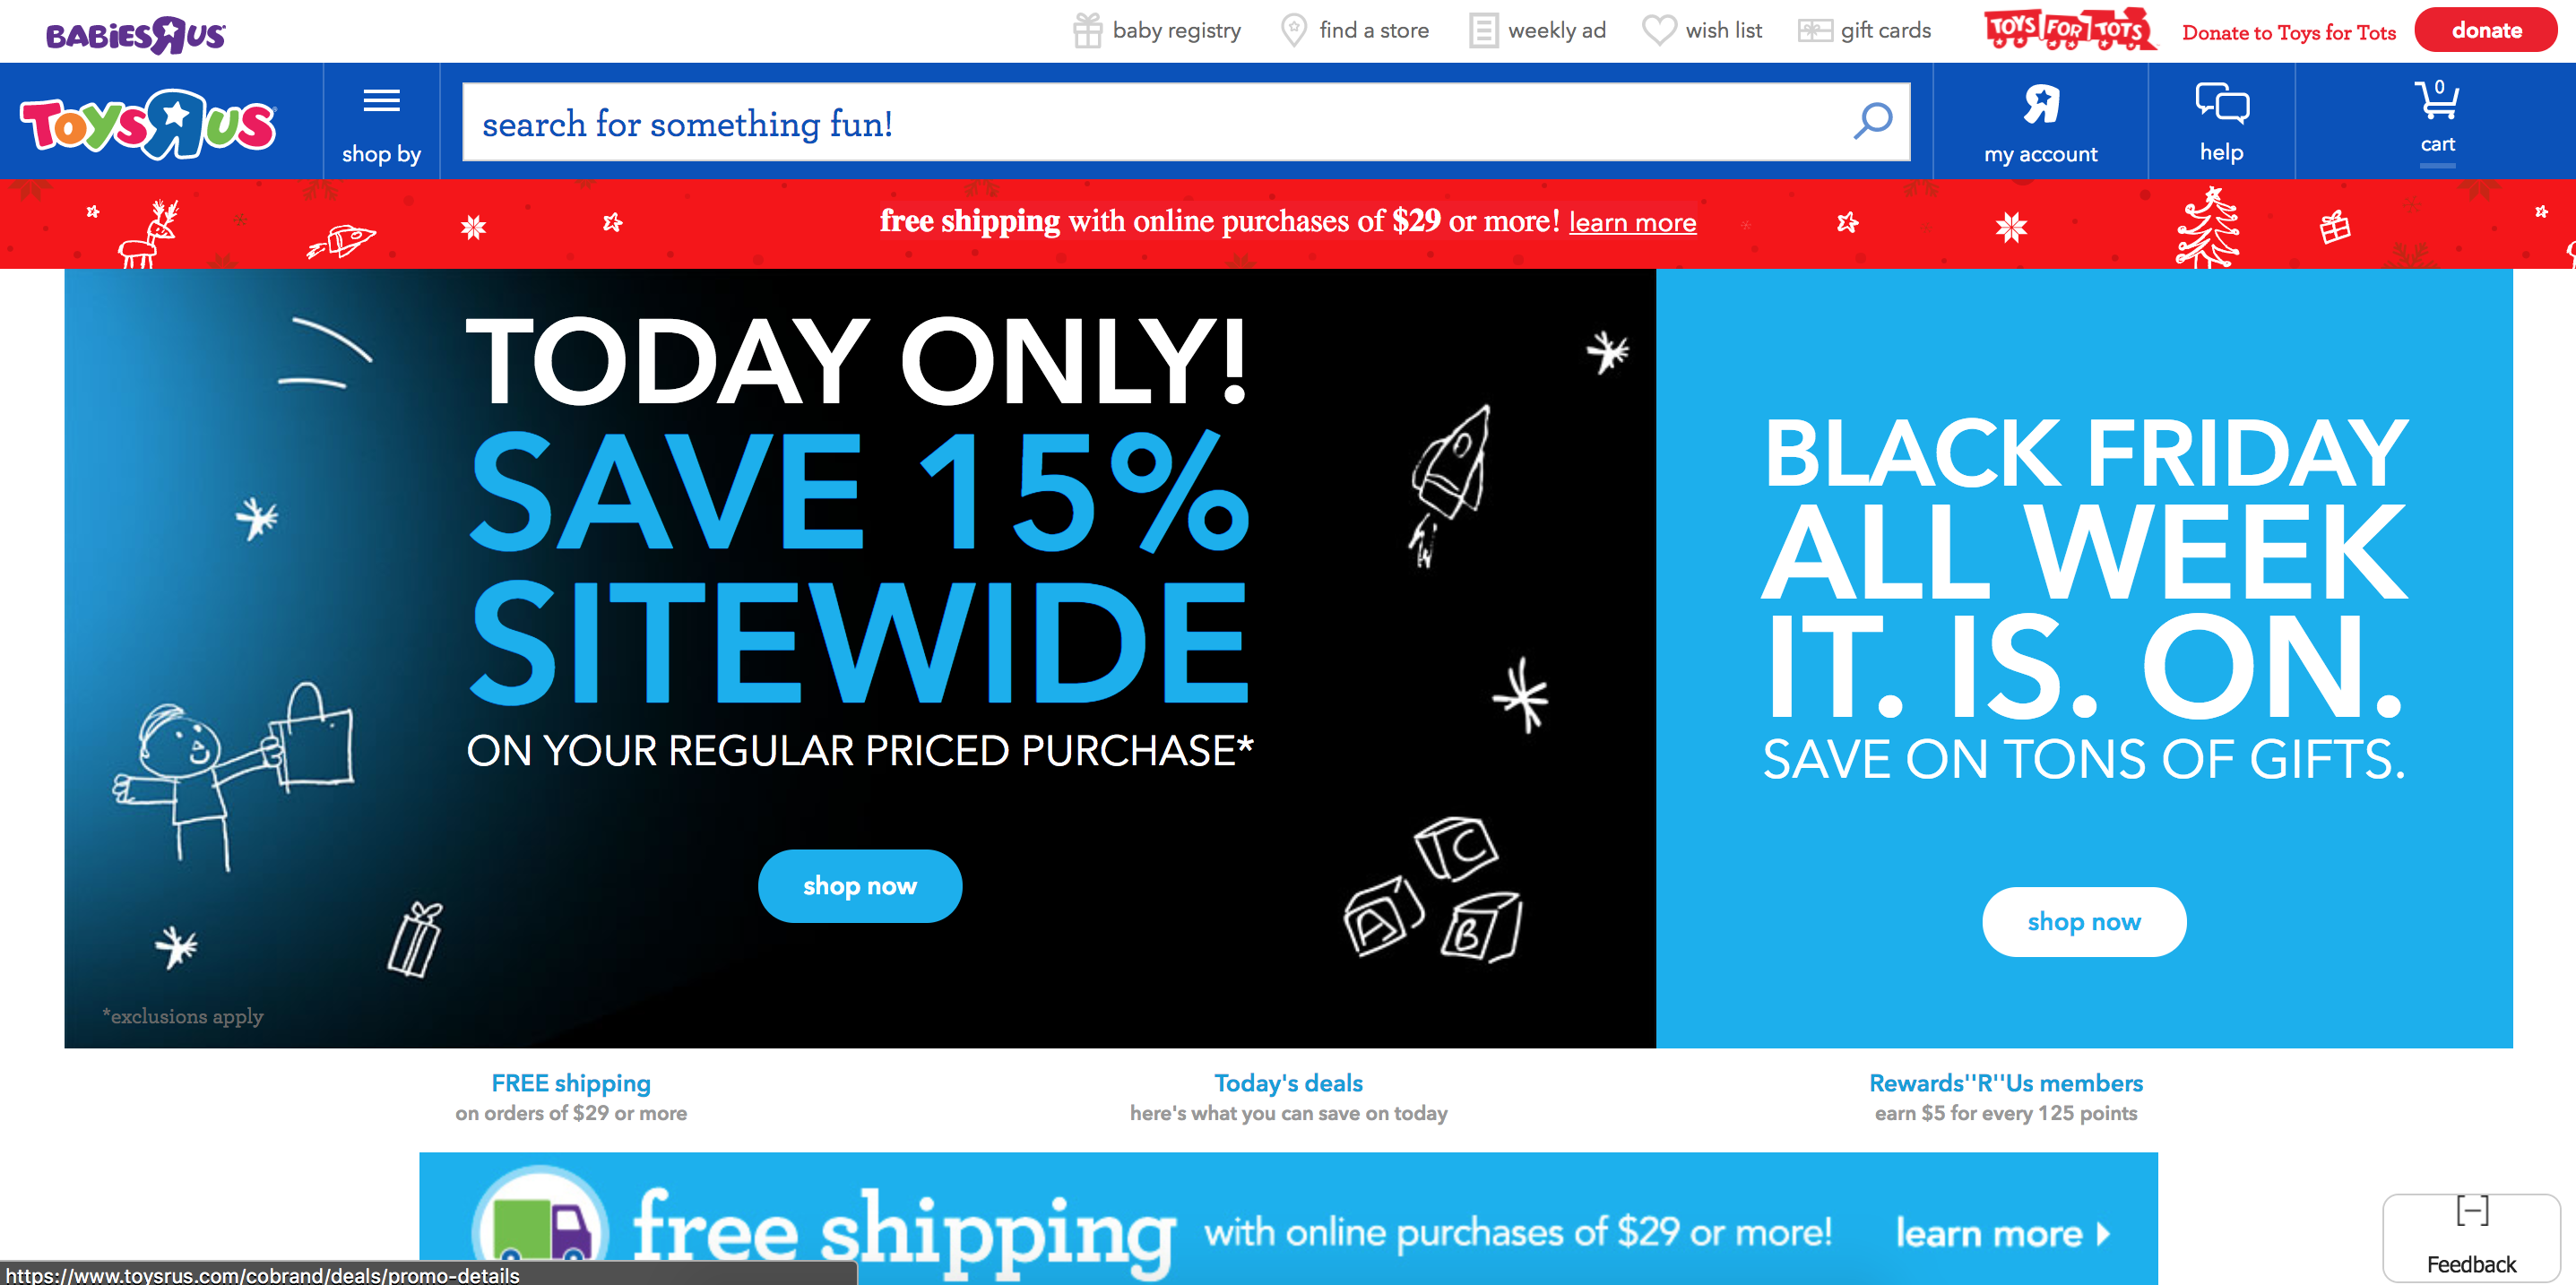 BABiESRUS
baby registry
find a store
weekly ad
wish list
gift cards
TOYS FOR TOTS
Donate to Toys for Tots
donate
TOYSRUS
shop by
search for something fun!
my account
help
0
cart
free shipping with online purchases of $29 or more! learn more
TODAY ONLY!
SAVE 15%
SITEWIDE
ON YOUR REGULAR PRICED PURCHASE*
shop now
C
A
B
*exclusions apply
BLACK FRIDAY
ALL WEEK
IT. IS. ON.
SAVE ON TONS OF GIFTS.
shop now
FREE shipping
on orders of $29 or more
Today's deals
here's what you can save on today
Rewards''R''Us members
earn $5 for every 125 points
free shipping with online purchases of $29 or more! learn more
[–]
Feedback
https://www.toysrus.com/cobrand/deals/promo-details